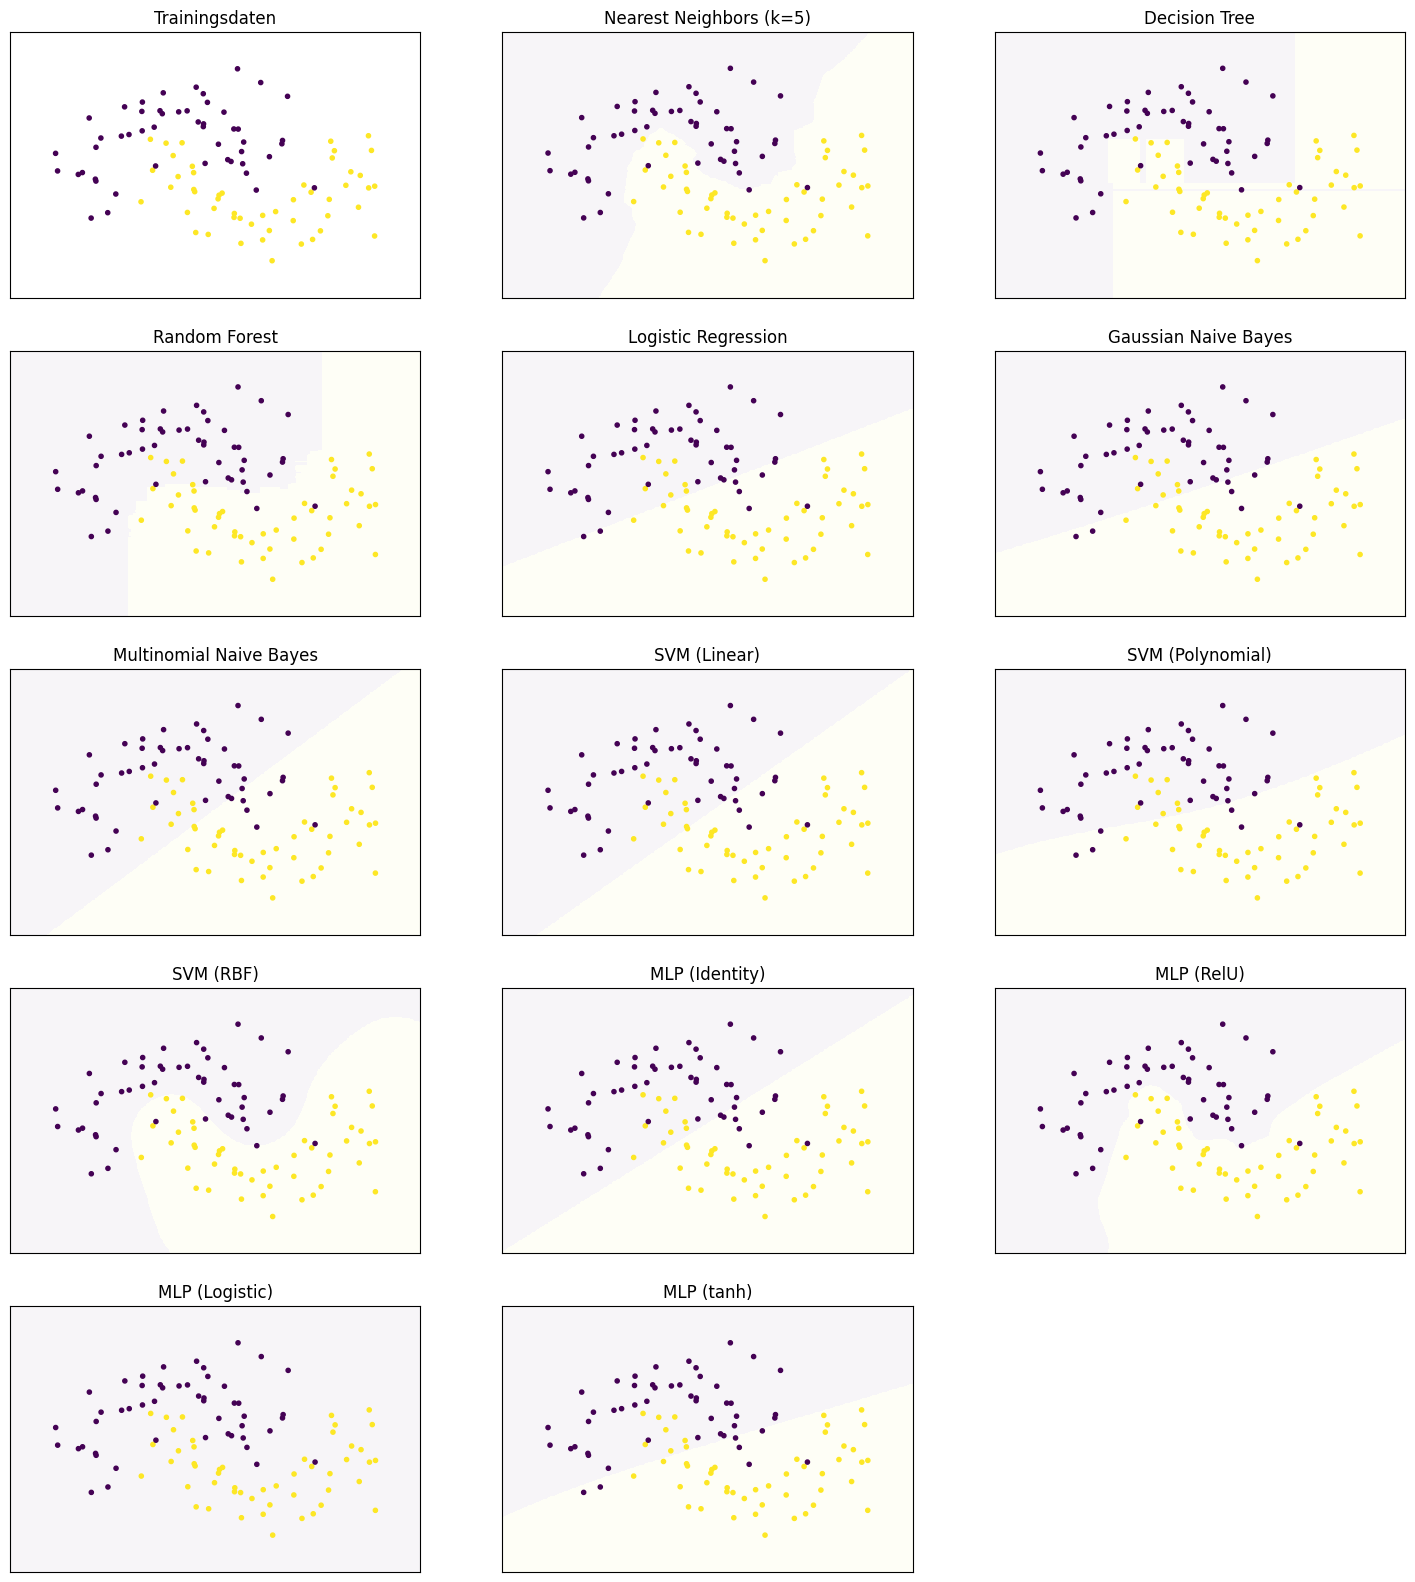 Trainingsdaten
Nearest Neighbors (k=5)
Decision Tree
Random Forest
Logistic Regression
Gaussian Naive Bayes
Multinomial Naive Bayes
SVM (Linear)
SVM (Polynomial)
SVM (RBF)
MLP (Identity)
MLP (RelU)
MLP (Logistic)
MLP (tanh)